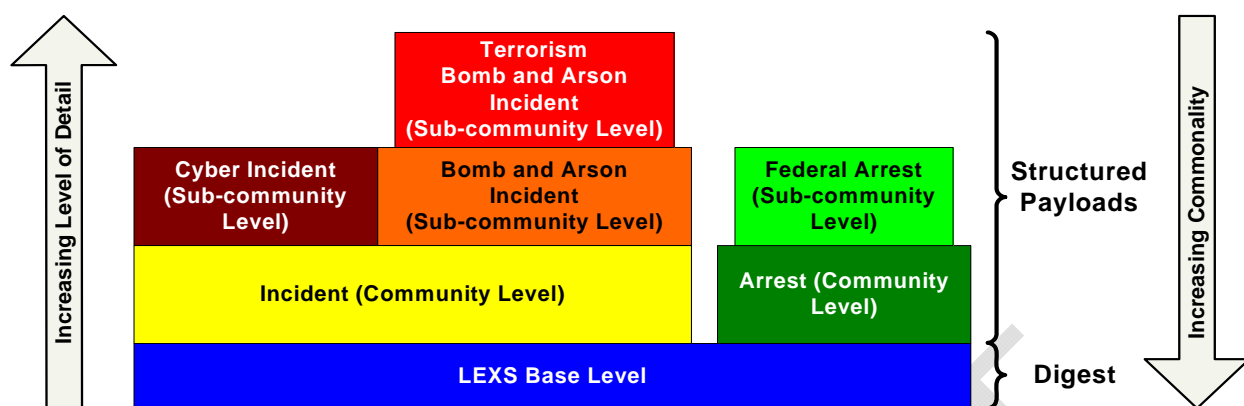 Increasing Level of Detail
Terrorism
Bomb and Arson
Incident
(Sub-community Level)
Cyber Incident
(Sub-community
Level)
Bomb and Arson
Incident
(Sub-community Level)
Federal Arrest
(Sub-community
Level)
Incident (Community Level)
Arrest (Community
Level)
LEXS Base Level
Structured
Payloads
Digest
Increasing Commonality